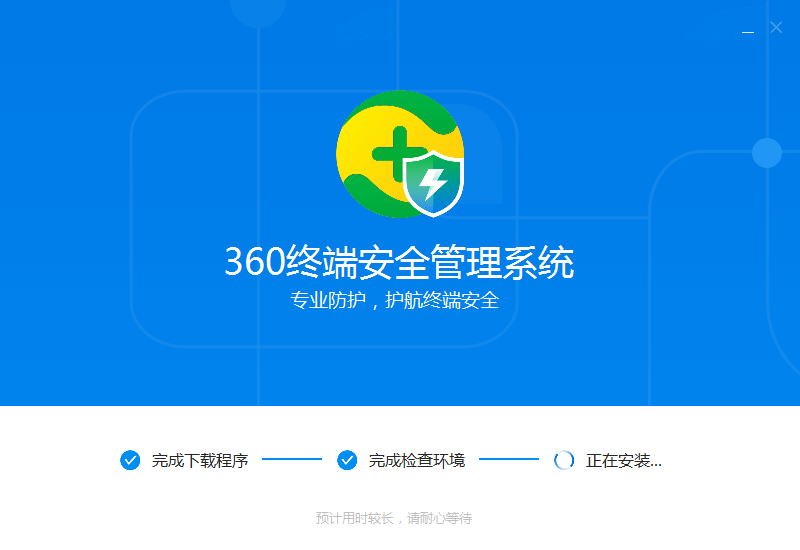 360终端安全管理系统
专业防护，护航终端安全
完成下载程序 完成检查环境 正在安装...
预计用时较长，请耐心等待